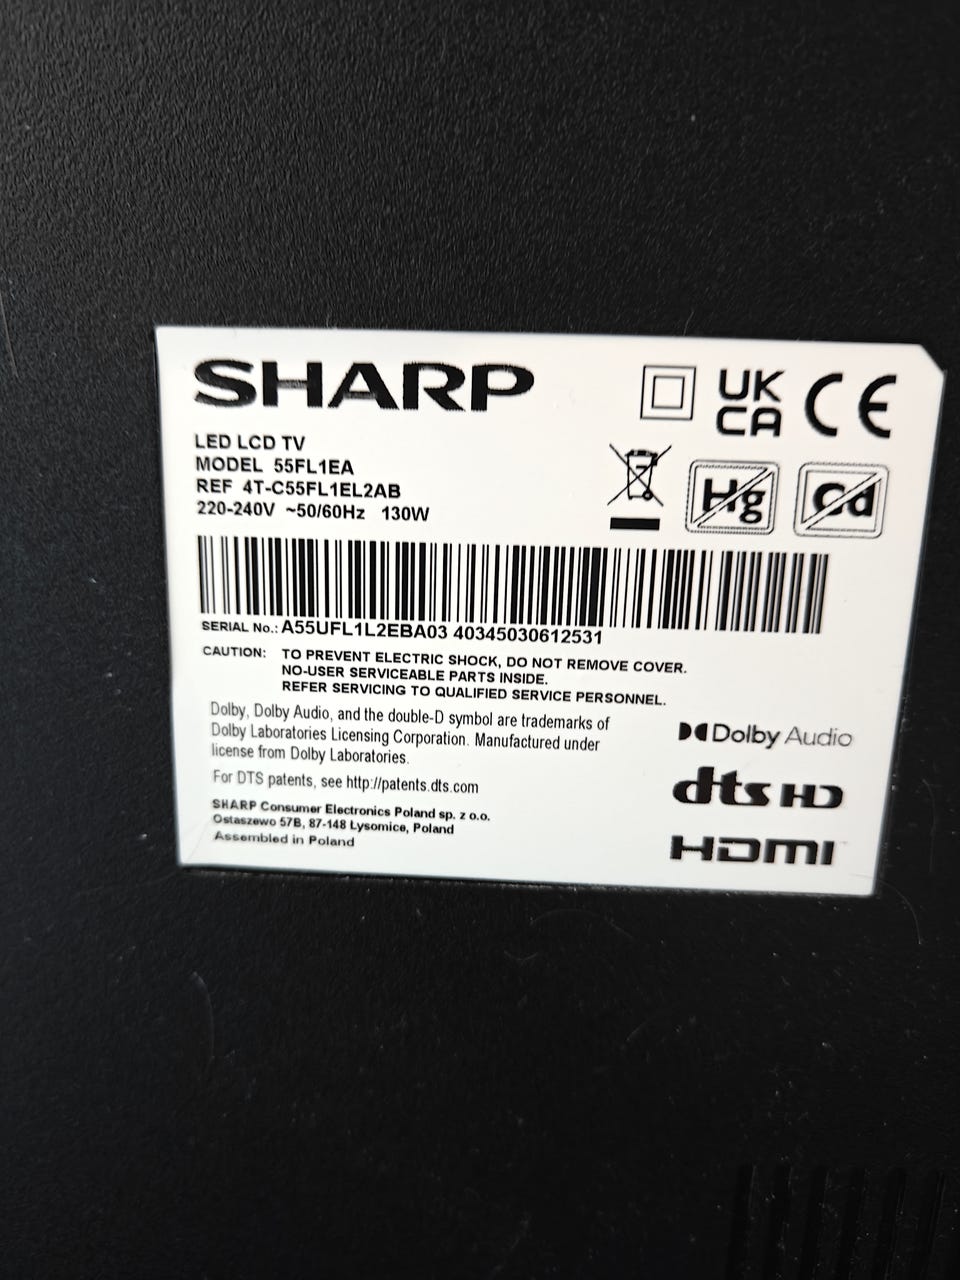 SHARP
UK
CA
CE
LED LCD TV
MODEL 55FL1EA
REF 4T-C55FL1EL2AB
220-240V ~50/60Hz 130W
Hg
Cd
SERIAL No.: A55UFL1L2EBA03 40345030612531
CAUTION: TO PREVENT ELECTRIC SHOCK, DO NOT REMOVE COVER.
NO-USER SERVICEABLE PARTS INSIDE.
REFER SERVICING TO QUALIFIED SERVICE PERSONNEL.
Dolby, Dolby Audio, and the double-D symbol are trademarks of
Dolby Laboratories Licensing Corporation. Manufactured under
license from Dolby Laboratories.
For DTS patents, see http://patents.dts.com
SHARP Consumer Electronics Poland sp. z o.o.
Ostaszewo 57B, 87-148 Łysomice, Poland
Assembled in Poland
Dolby Audio
dts HD
HDMI